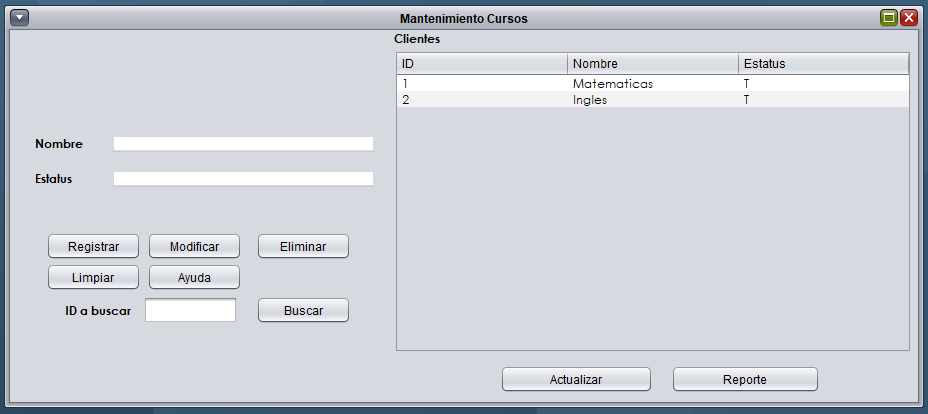 Mantenimiento Cursos
Clientes
ID Nombre Estatus
1 Matematicas T
2 Ingles T
Nombre
Estatus
Registrar Modificar Eliminar
Limpiar Ayuda
ID a buscar Buscar
Actualizar Reporte